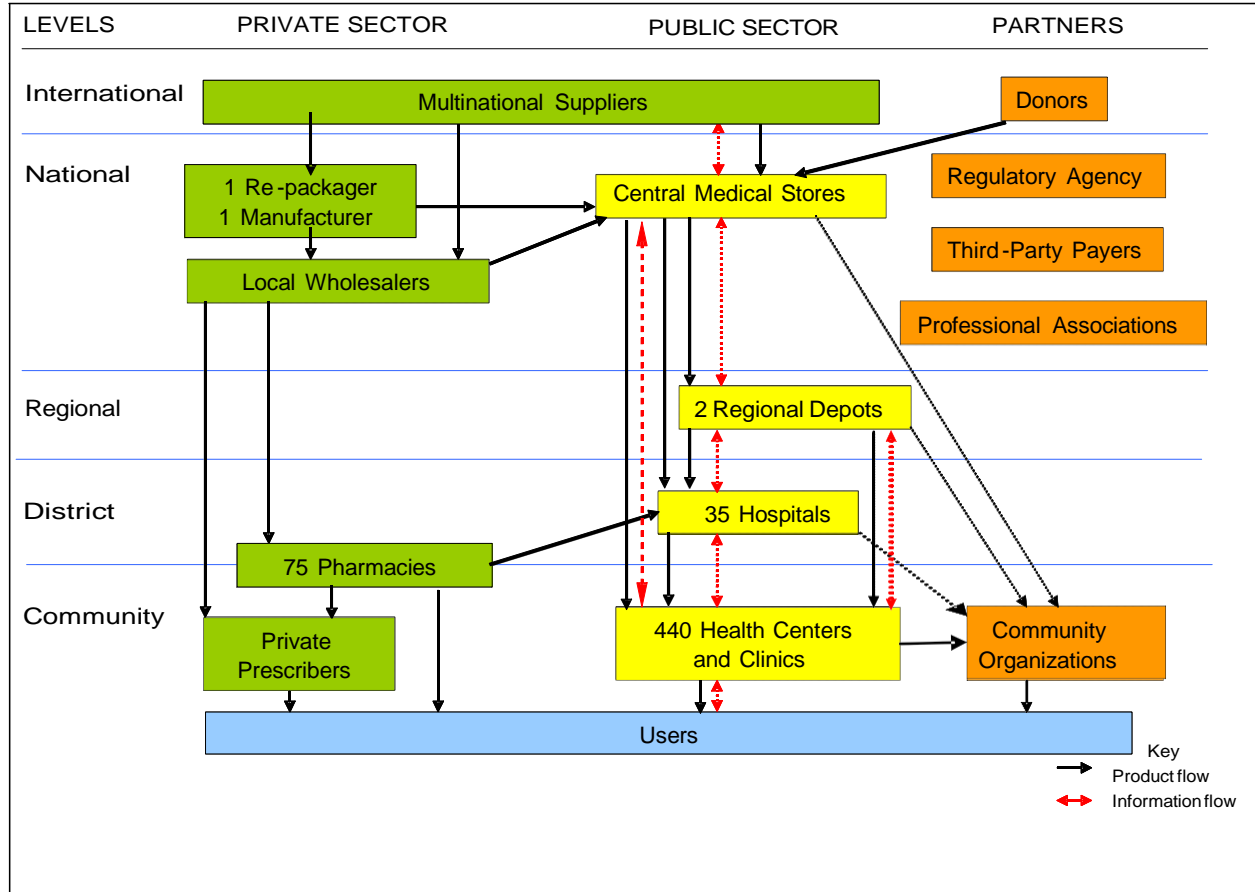 LEVELS
PRIVATE SECTOR
PUBLIC SECTOR
PARTNERS
International
Multinational Suppliers
Donors
National
1 Re-packager
1 Manufacturer
Central Medical Stores
Regulatory Agency
Third-Party Payers
Local Wholesalers
Professional Associations
Regional
2 Regional Depots
District
35 Hospitals
75 Pharmacies
Community
Private
Prescribers
440 Health Centers
and Clinics
Community
Organizations
Users
Key
Product flow
Information flow